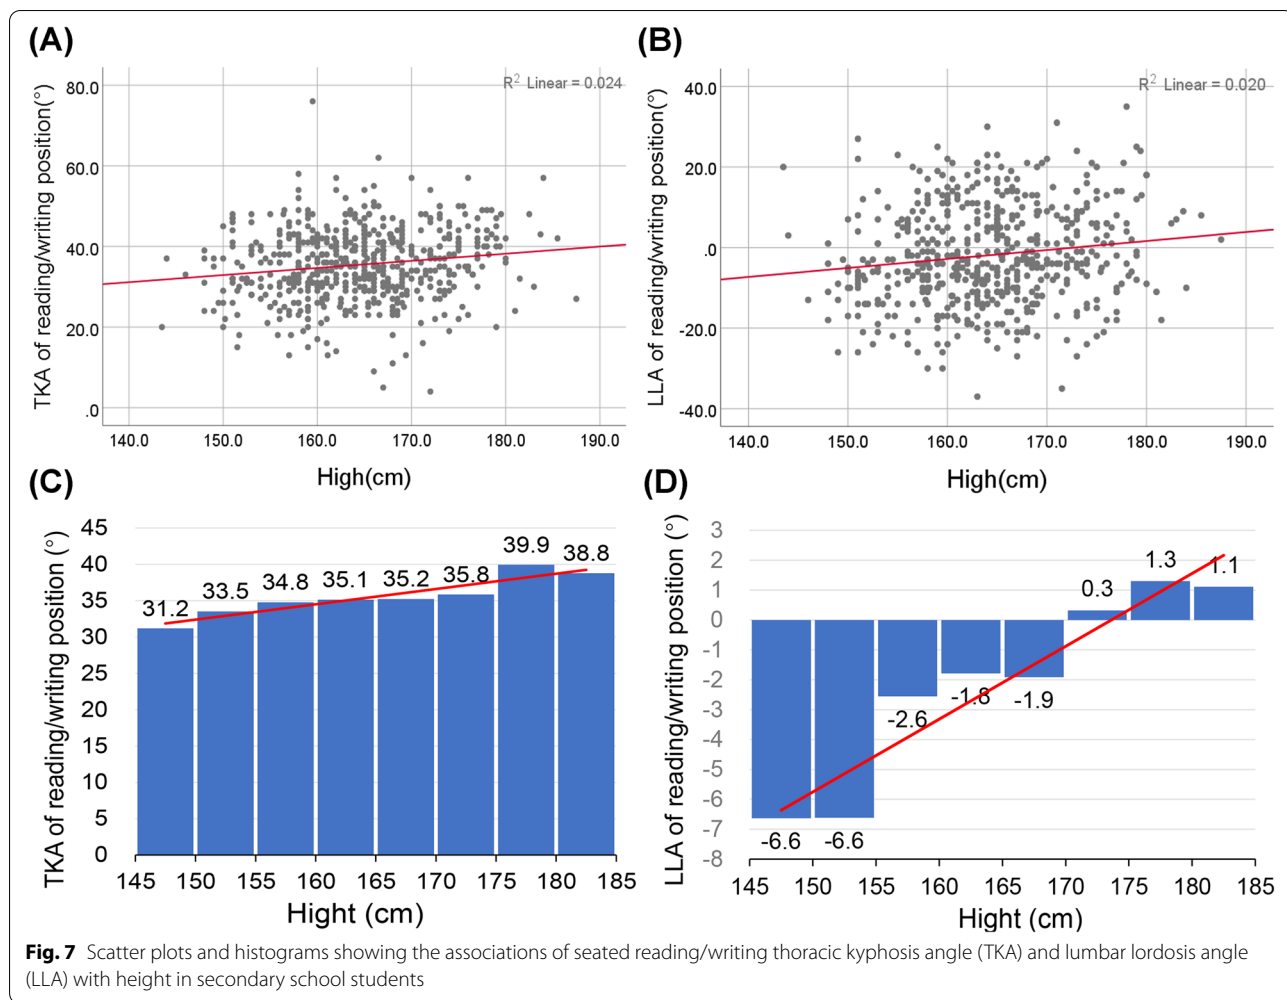 (A)
R² Linear = 0.024
TKA of reading/writing position(°)
80.0
60.0
40.0
20.0
.0
140.0 150.0 160.0 170.0 180.0 190.0
High(cm)
(B)
R² Linear = 0.020
LLA of reading/writing position(°)
40.0
20.0
.0
-20.0
-40.0
140.0 150.0 160.0 170.0 180.0 190.0
High(cm)
(C)
TKA of reading/writing position (°)
45
40
35
30
25
20
15
10
5
0
31.2 33.5 34.8 35.1 35.2 35.8 39.9 38.8
145 150 155 160 165 170 175 180 185
Hight (cm)
(D)
LLA of reading/writing position (°)
3
2
1
0
-1
-2
-3
-4
-5
-6
-7
-8
-6.6 -6.6 -2.6 -1.8 -1.9 0.3 1.3 1.1
145 150 155 160 165 170 175 180 185
Hight (cm)
Fig. 7 Scatter plots and histograms showing the associations of seated reading/writing thoracic kyphosis angle (TKA) and lumbar lordosis angle
(LLA) with height in secondary school students